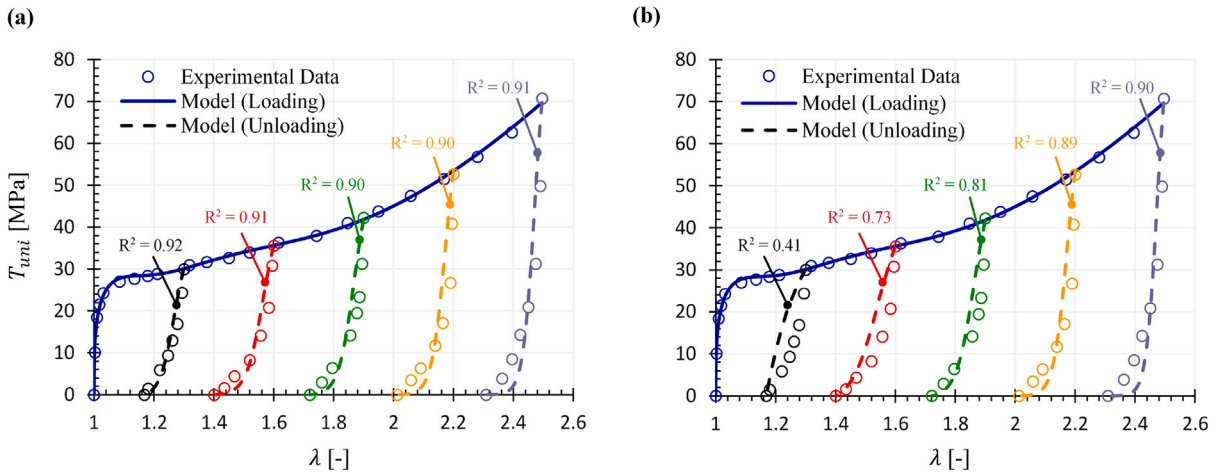 (a)
80
70
60
50
40
30
20
10
0
T_uni [MPa]
Experimental Data
Model (Loading)
Model (Unloading)
R² = 0.92
R² = 0.91
R² = 0.90
R² = 0.90
R² = 0.91
1 1.2 1.4 1.6 1.8 2 2.2 2.4 2.6
λ [-]
(b)
80
70
60
50
40
30
20
10
0
Experimental Data
Model (Loading)
Model (Unloading)
R² = 0.41
R² = 0.73
R² = 0.81
R² = 0.89
R² = 0.90
1 1.2 1.4 1.6 1.8 2 2.2 2.4 2.6
λ [-]